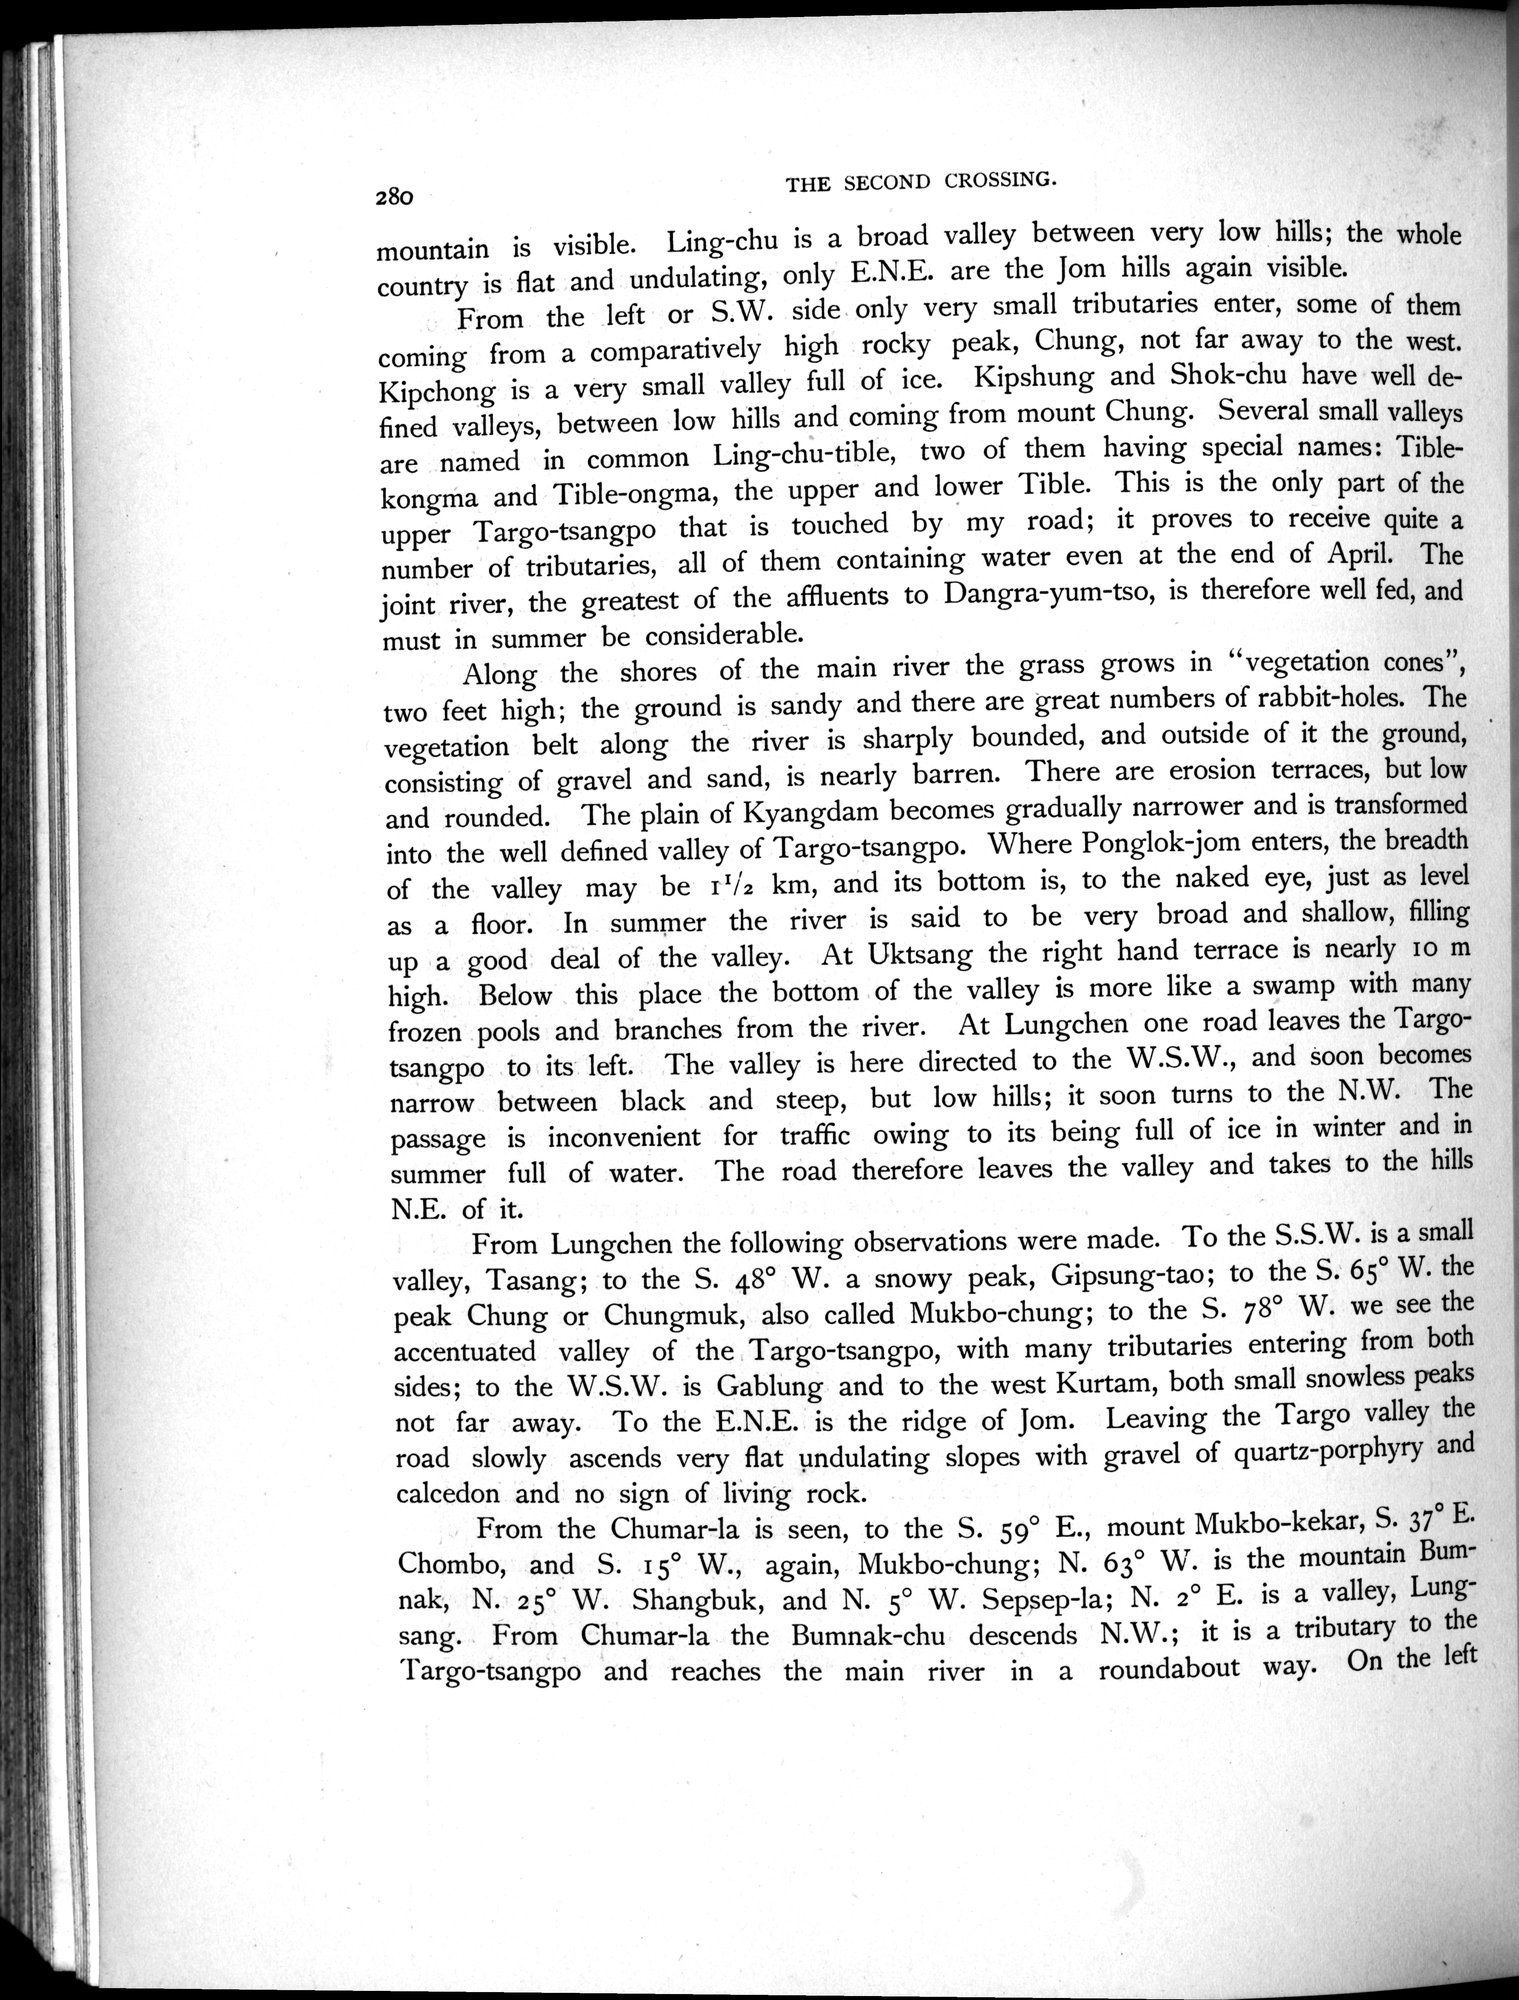 280
THE SECOND CROSSING.
mountain is visible. Ling-chu is a broad valley between very low hills; the whole
country is flat and undulating, only E.N.E. are the Jom hills again visible.
From the left or S.W. side only very small tributaries enter, some of them
coming from a comparatively high rocky peak, Chung, not far away to the west.
Kipchong is a very small valley full of ice. Kipshung and Shok-chu have well de-
fined valleys, between low hills and coming from mount Chung. Several small valleys
are named in common Ling-chu-tible, two of them having special names: Tible-
kongma and Tible-ongma, the upper and lower Tible. This is the only part of the
upper Targo-tsangpo that is touched by my road; it proves to receive quite a
number of tributaries, all of them containing water even at the end of April. The
joint river, the greatest of the affluents to Dangra-yum-tso, is therefore well fed, and
must in summer be considerable.
Along the shores of the main river the grass grows in "vegetation cones",
two feet high; the ground is sandy and there are great numbers of rabbit-holes. The
vegetation belt along the river is sharply bounded, and outside of it the ground,
consisting of gravel and sand, is nearly barren. There are erosion terraces, but low
and rounded. The plain of Kyangdam becomes gradually narrower and is transformed
into the well defined valley of Targo-tsangpo. Where Ponglok-jom enters, the breadth
of the valley may be 1 1/2 km, and its bottom is, to the naked eye, just as level
as a floor. In summer the river is said to be very broad and shallow, filling
up a good deal of the valley. At Uktsang the right hand terrace is nearly 10 m
high. Below this place the bottom of the valley is more like a swamp with many
frozen pools and branches from the river. At Lungchen one road leaves the Targo-
tsangpo to its left. The valley is here directed to the W.S.W., and soon becomes
narrow between black and steep, but low hills; it soon turns to the N.W. The
passage is inconvenient for traffic owing to its being full of ice in winter and in
summer full of water. The road therefore leaves the valley and takes to the hills
N.E. of it.
From Lungchen the following observations were made. To the S.S.W. is a small
valley, Tasang; to the S. 48° W. a snowy peak, Gipsung-tao; to the S. 65° W. the
peak Chung or Chungmuk, also called Mukbo-chung; to the S. 78° W. we see the
accentuated valley of the Targo-tsangpo, with many tributaries entering from both
sides; to the W.S.W. is Gablung and to the west Kurtam, both small snowless peaks
not far away. To the E.N.E. is the ridge of Jom. Leaving the Targo valley the
road slowly ascends very flat undulating slopes with gravel of quartz-porphyry and
calcedon and no sign of living rock.
From the Chumar-la is seen, to the S. 59° E., mount Mukbo-kekar, S. 37° E.
Chombo, and S. 15° W., again, Mukbo-chung; N. 63° W. is the mountain Bum-
nak, N. 25° W. Shangbuk, and N. 5° W. Sepsep-la; N. 2° E. is a valley, Lung-
sang. From Chumar-la the Bumnak-chu descends N.W.; it is a tributary to the
Targo-tsangpo and reaches the main river in a roundabout way. On the left